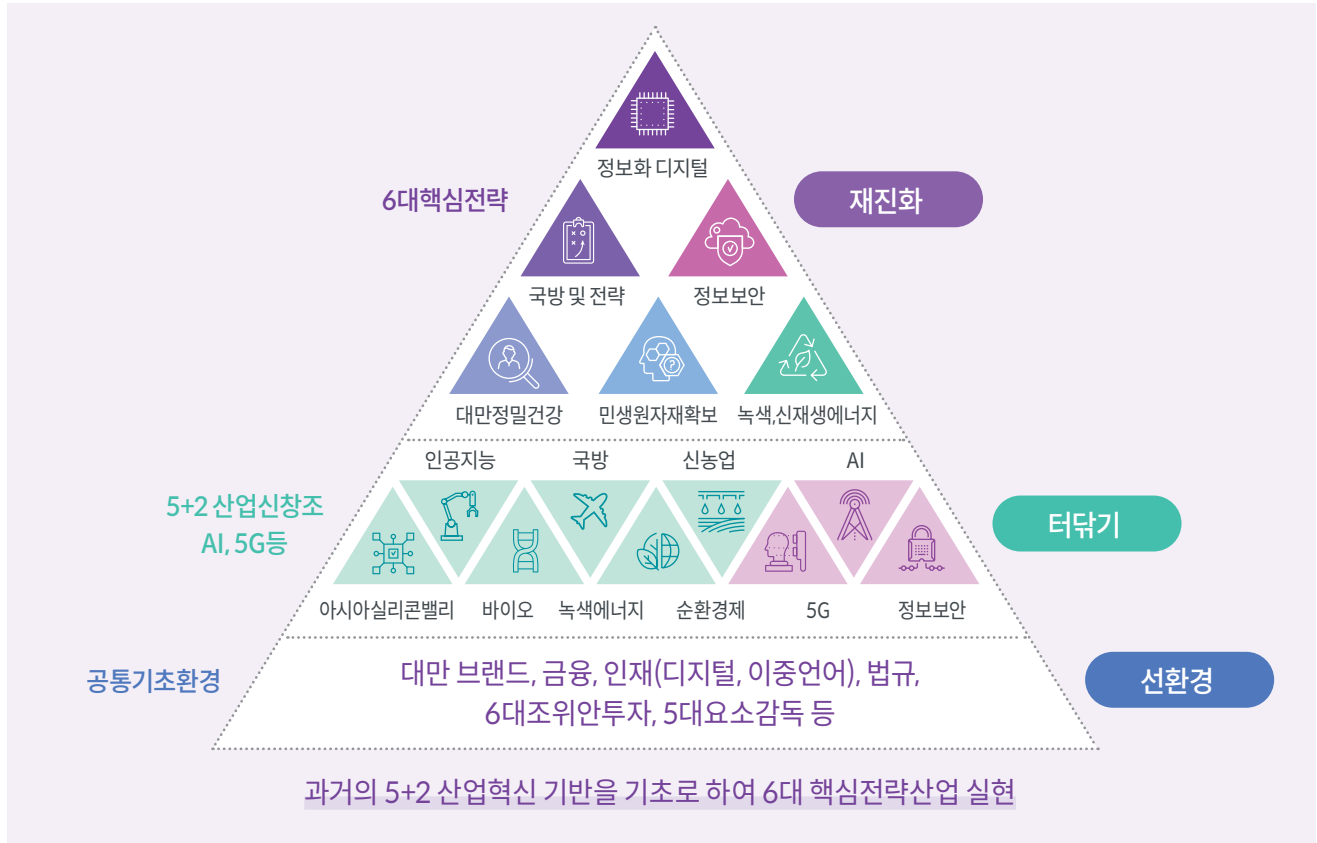 정보화 디지털
6대핵심전략
재진화
국방 및 전략
정보보안
대만정밀건강
민생원자재확보
녹색,신재생에너지
인공지능
국방
신농업
AI
5+2 산업신창조
AI, 5G등
터닦기
아시아실리콘밸리
바이오
녹색에너지
순환경제
5G
정보보안
공통기초환경
대만 브랜드, 금융, 인재(디지털, 이중언어), 법규,
6대조위안투자, 5대요소감독 등
선환경
과거의 5+2 산업혁신 기반을 기초로 하여 6대 핵심전략산업 실현